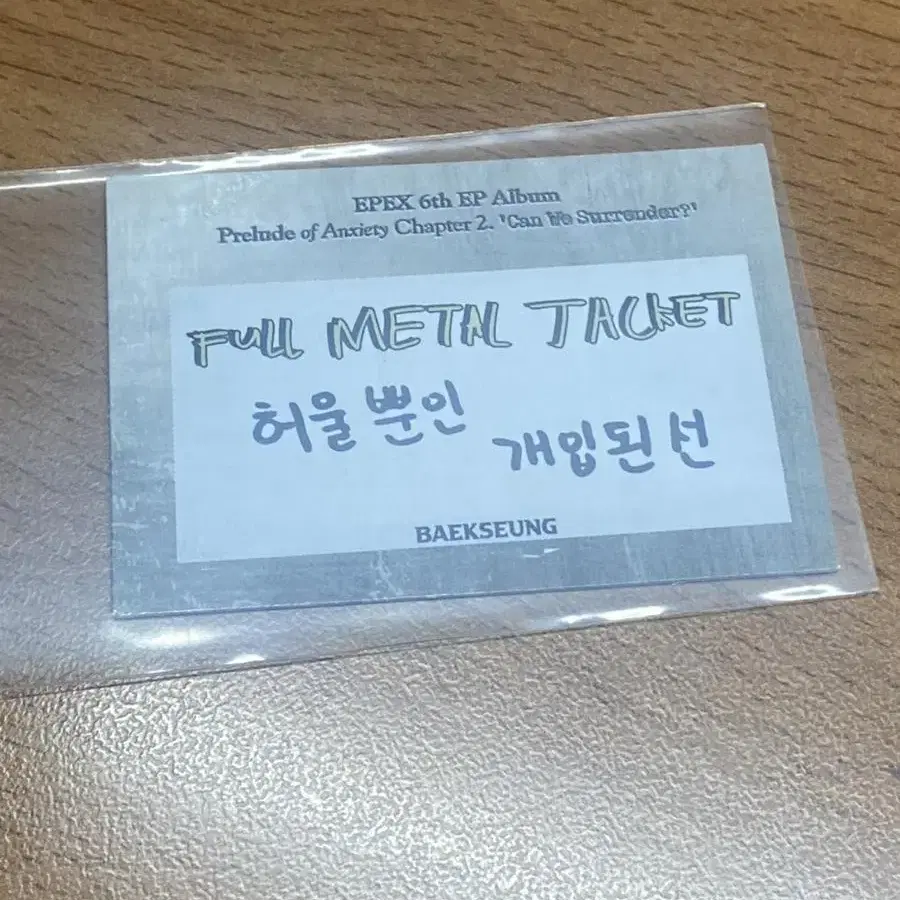 EPEX 6th EP Album
Prelude of Anxiety Chapter 2. 'Can We Surrender?'
FULL METAL JACKET
허울 뿐인
개입된 선
BAEKSEUNG